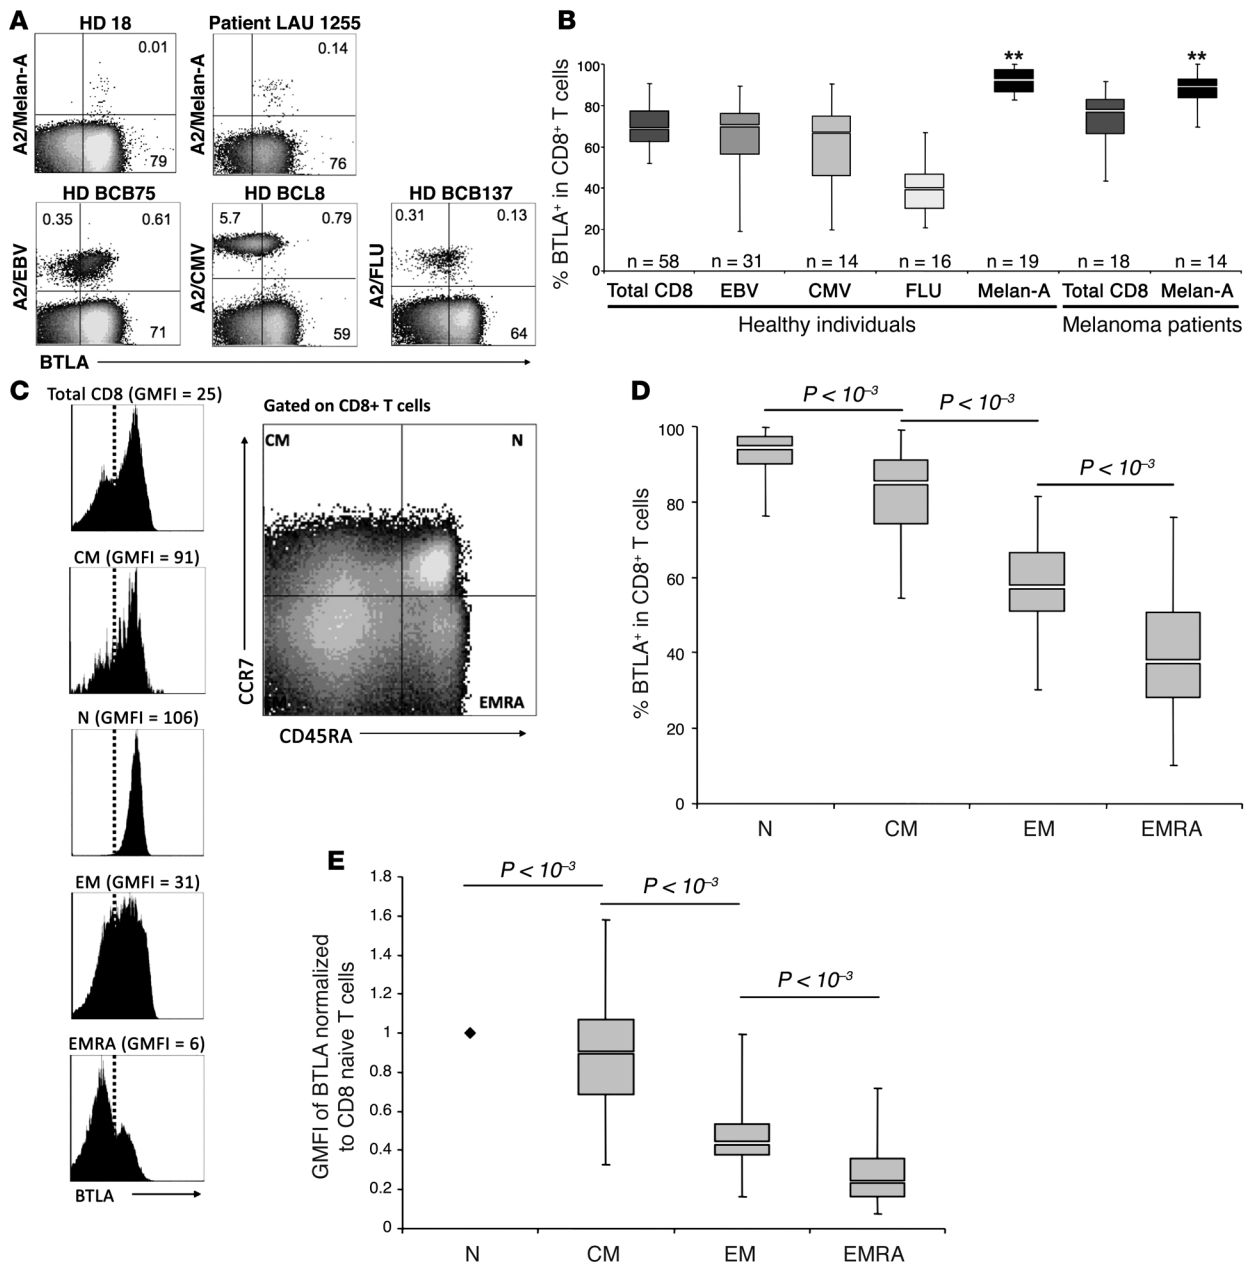 A
HD 18
Patient LAU 1255
A2/Melan-A
0.01
79
A2/Melan-A
0.14
76
HD BCB75
HD BCL8
HD BCB137
A2/EBV
0.35
0.61
71
A2/CMV
5.7
0.79
59
A2/FLU
0.31
0.13
64
BTLA
B
% BTLA⁺ in CD8⁺ T cells
100
80
60
40
20
0
**
**
n = 58
n = 31
n = 14
n = 16
n = 19
n = 18
n = 14
Total CD8
EBV
CMV
FLU
Melan-A
Total CD8
Melan-A
Healthy individuals
Melanoma patients
C
Total CD8 (GMFI = 25)
CM (GMFI = 91)
N (GMFI = 106)
EM (GMFI = 31)
EMRA (GMFI = 6)
BTLA
Gated on CD8+ T cells
CM
N
EMRA
CCR7
CD45RA
D
P < 10⁻³
P < 10⁻³
P < 10⁻³
% BTLA⁺ in CD8⁺ T cells
100
80
60
40
20
0
N
CM
EM
EMRA
E
P < 10⁻³
P < 10⁻³
P < 10⁻³
GMFI of BTLA normalized
to CD8 naive T cells
1.8
1.6
1.4
1.2
1
0.8
0.6
0.4
0.2
0
N
CM
EM
EMRA